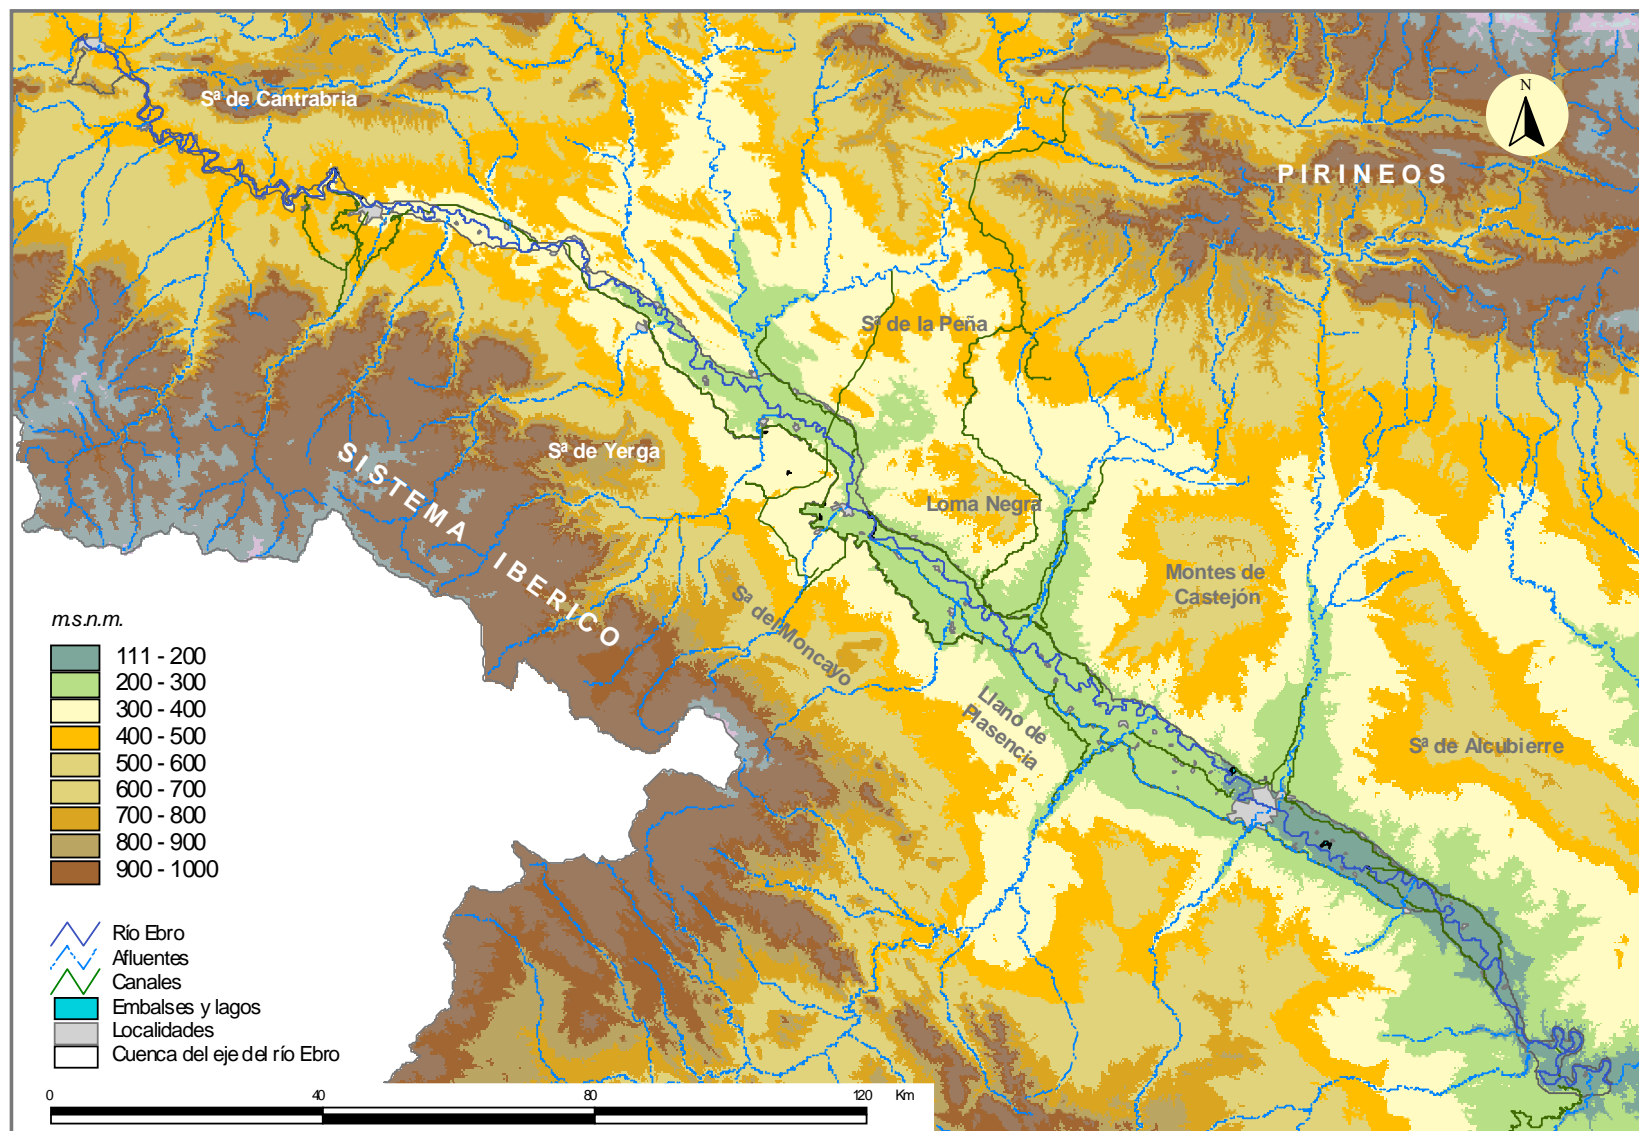 N
Sª de Cantrabria
PIRINEOS
Sª de la Peña
SISTEMA IBERICO
Sª de Yerga
Loma Negra
Montes de
Castejón
Sª del Moncayo
Llano de
Plasencia
Sª de Alcubierre
m.s.n.m.
111 - 200
200 - 300
300 - 400
400 - 500
500 - 600
600 - 700
700 - 800
800 - 900
900 - 1000
Río Ebro
Afluentes
Canales
Embalses y lagos
Localidades
Cuenca del eje del río Ebro
0 40 80 120 Km